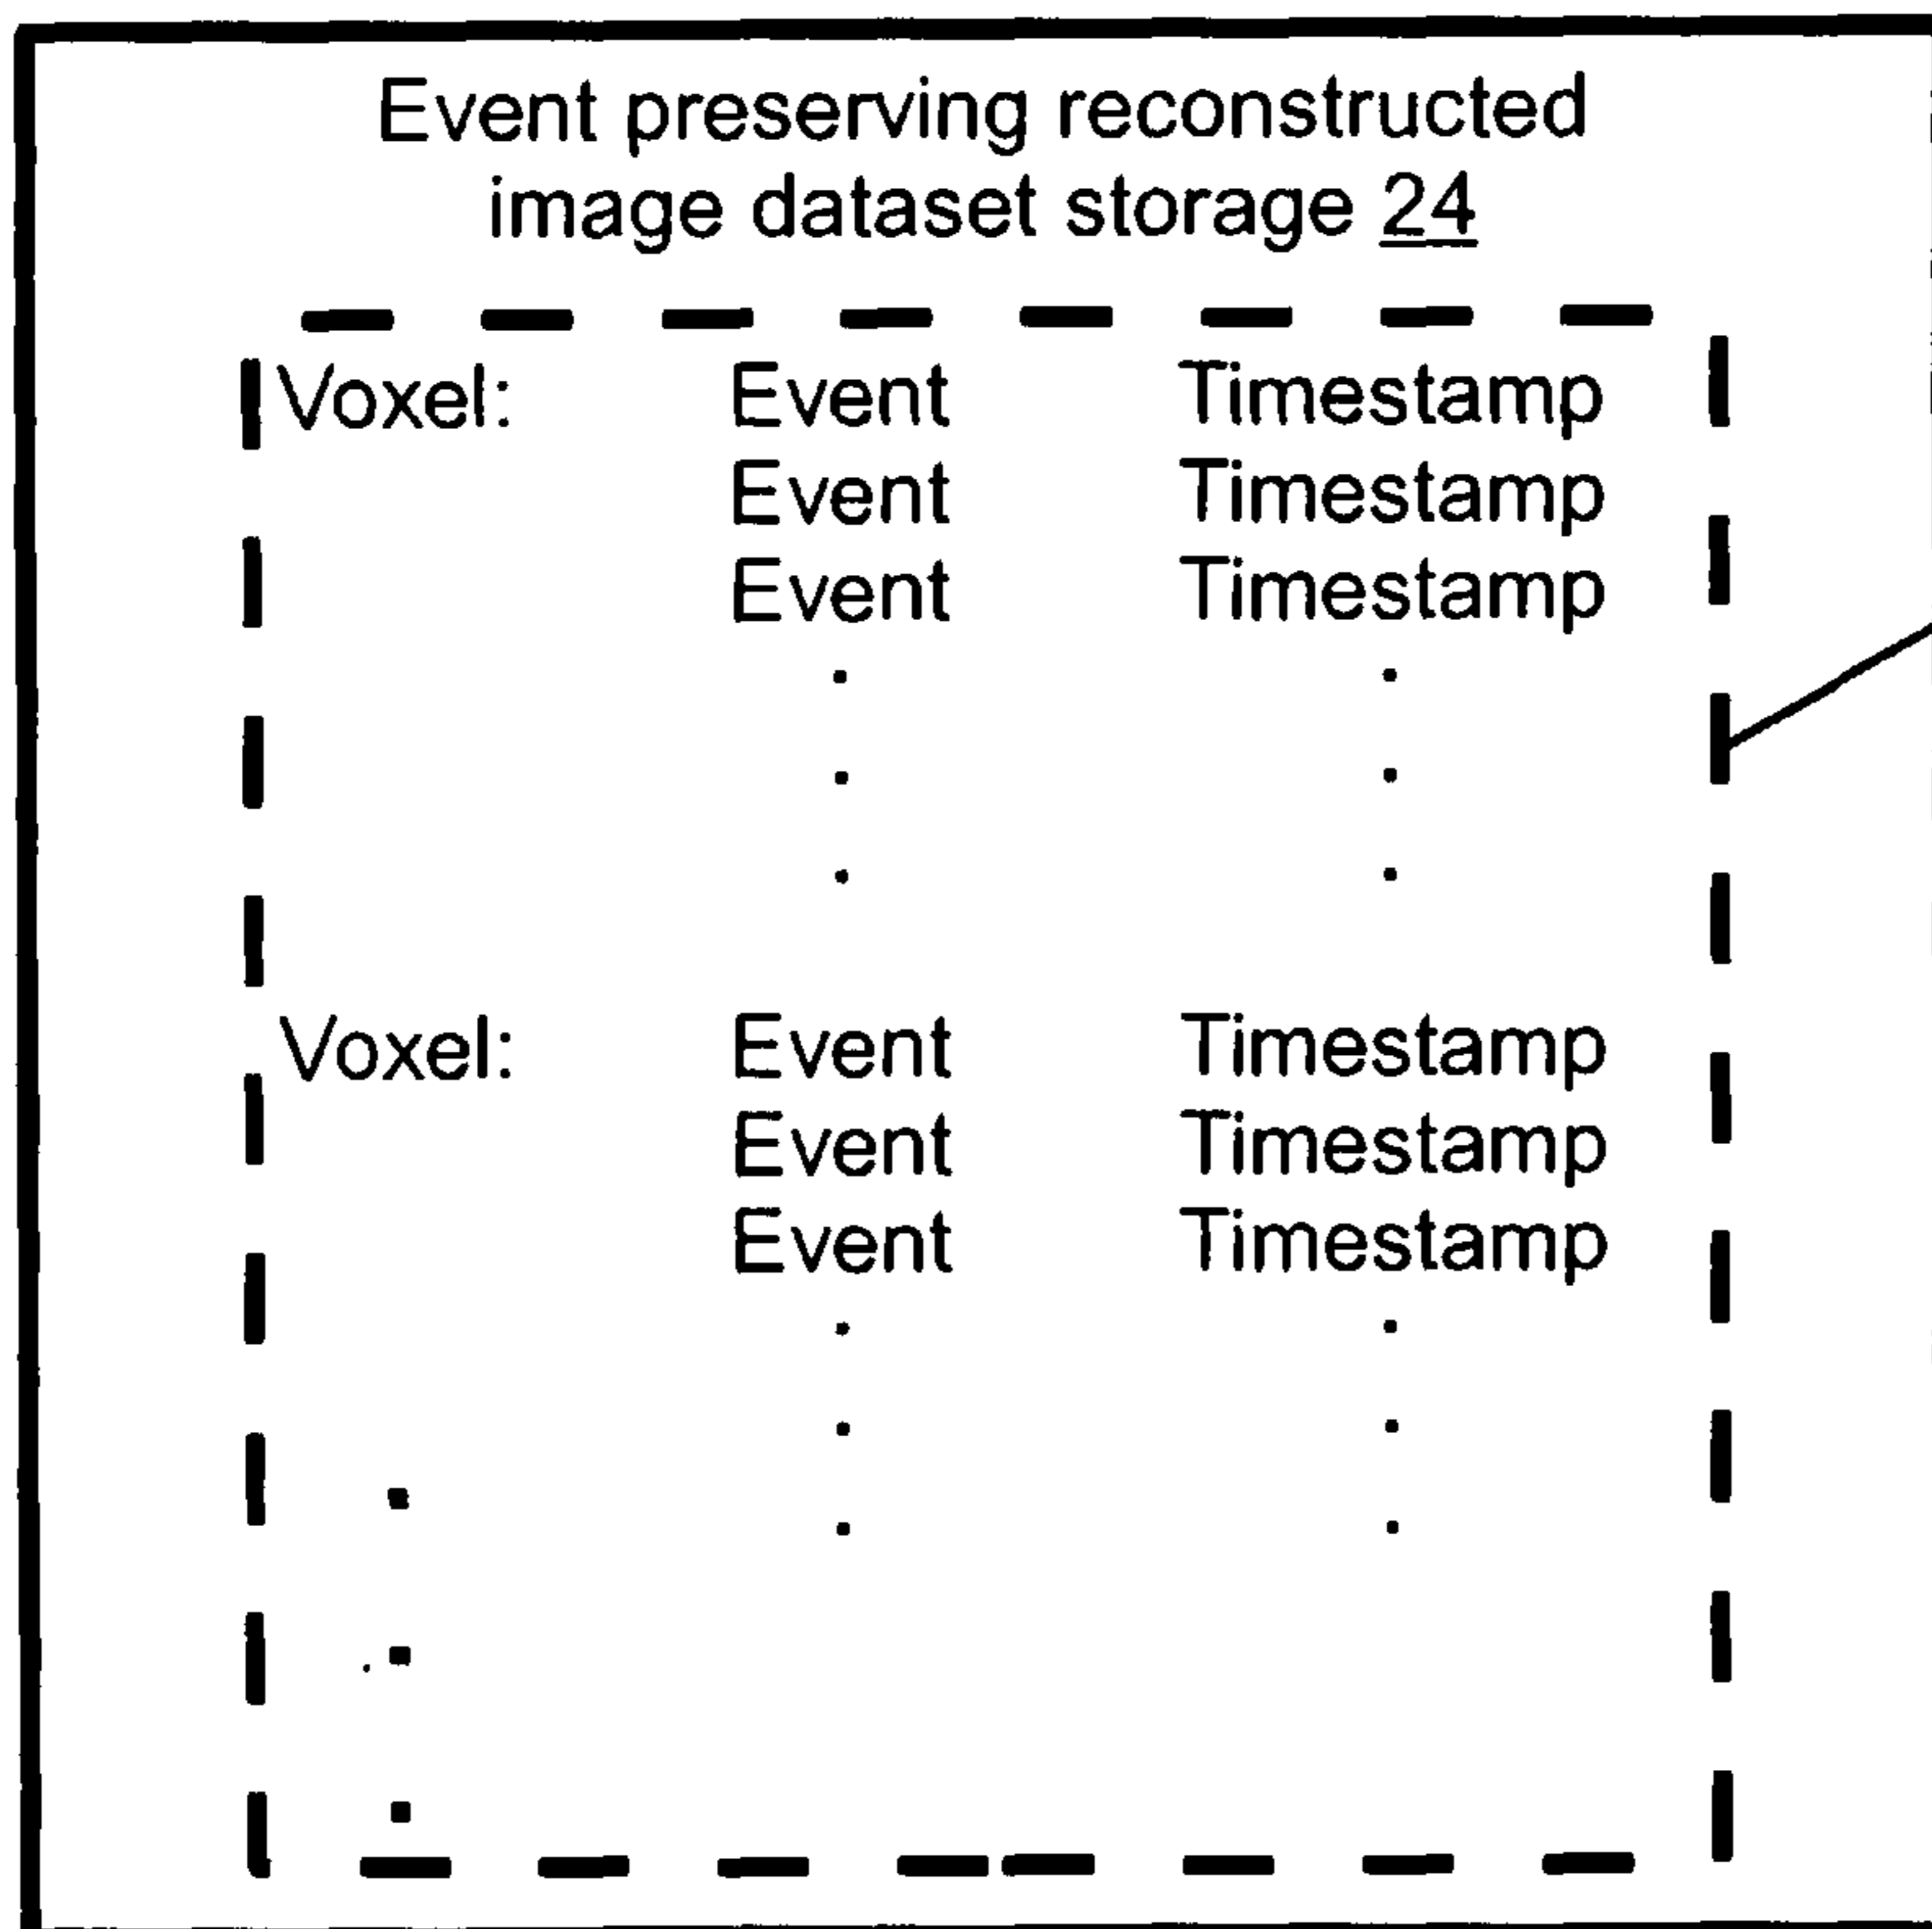 Event preserving reconstructed
image dataset storage 24
Voxel: Event Timestamp
Event Timestamp
Event Timestamp
. .
. .
. .
Voxel: Event Timestamp
Event Timestamp
Event Timestamp
. .
. .
.
. .
.
.